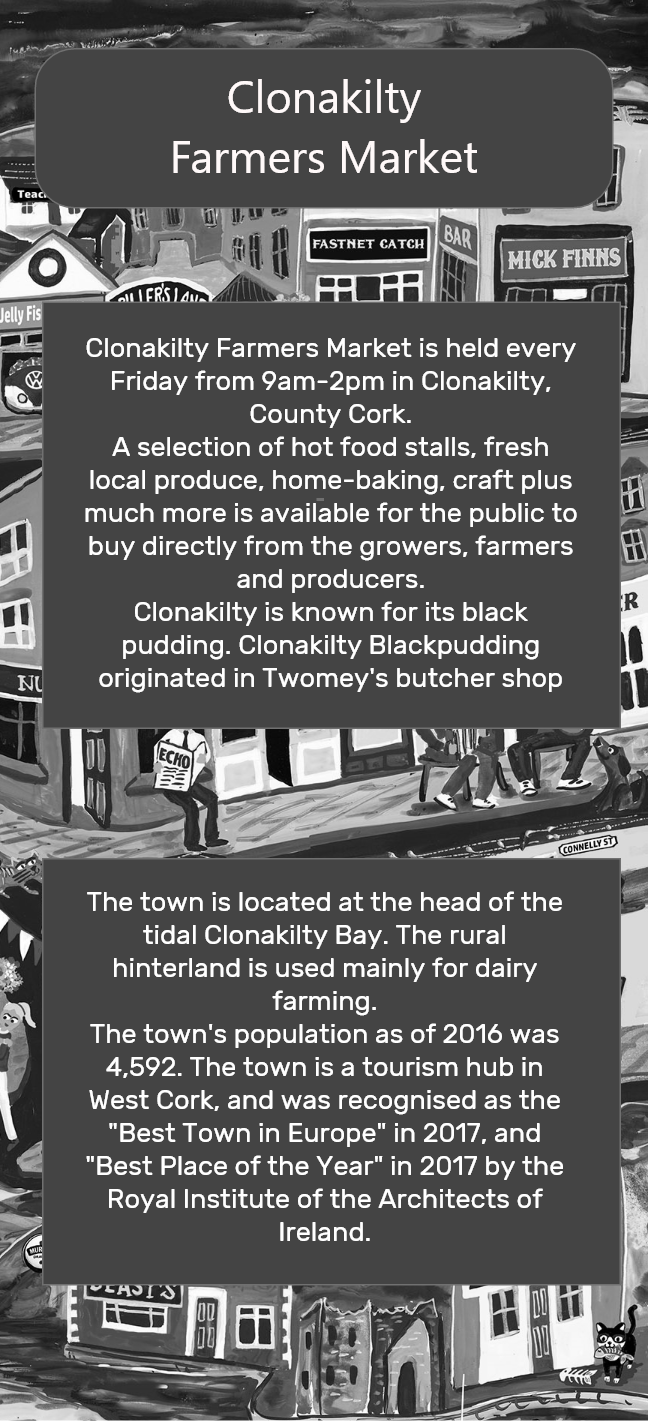 Clonakilty
Farmers Market
Teac
FASTNET CATCH
BAR
MICK FINNS
LLER'S LAN
Jelly Fis
Clonakilty Farmers Market is held every
Friday from 9am-2pm in Clonakilty,
County Cork.
A selection of hot food stalls, fresh
local produce, home-baking, craft plus
much more is available for the public to
buy directly from the growers, farmers
and producers.
Clonakilty is known for its black
pudding. Clonakilty Blackpudding
originated in Twomey's butcher shop
ER
NU
ECHO
CONNELLY ST
The town is located at the head of the
tidal Clonakilty Bay. The rural
hinterland is used mainly for dairy
farming.
The town's population as of 2016 was
4,592. The town is a tourism hub in
West Cork, and was recognised as the
"Best Town in Europe" in 2017, and
"Best Place of the Year" in 2017 by the
Royal Institute of the Architects of
Ireland.
MUR